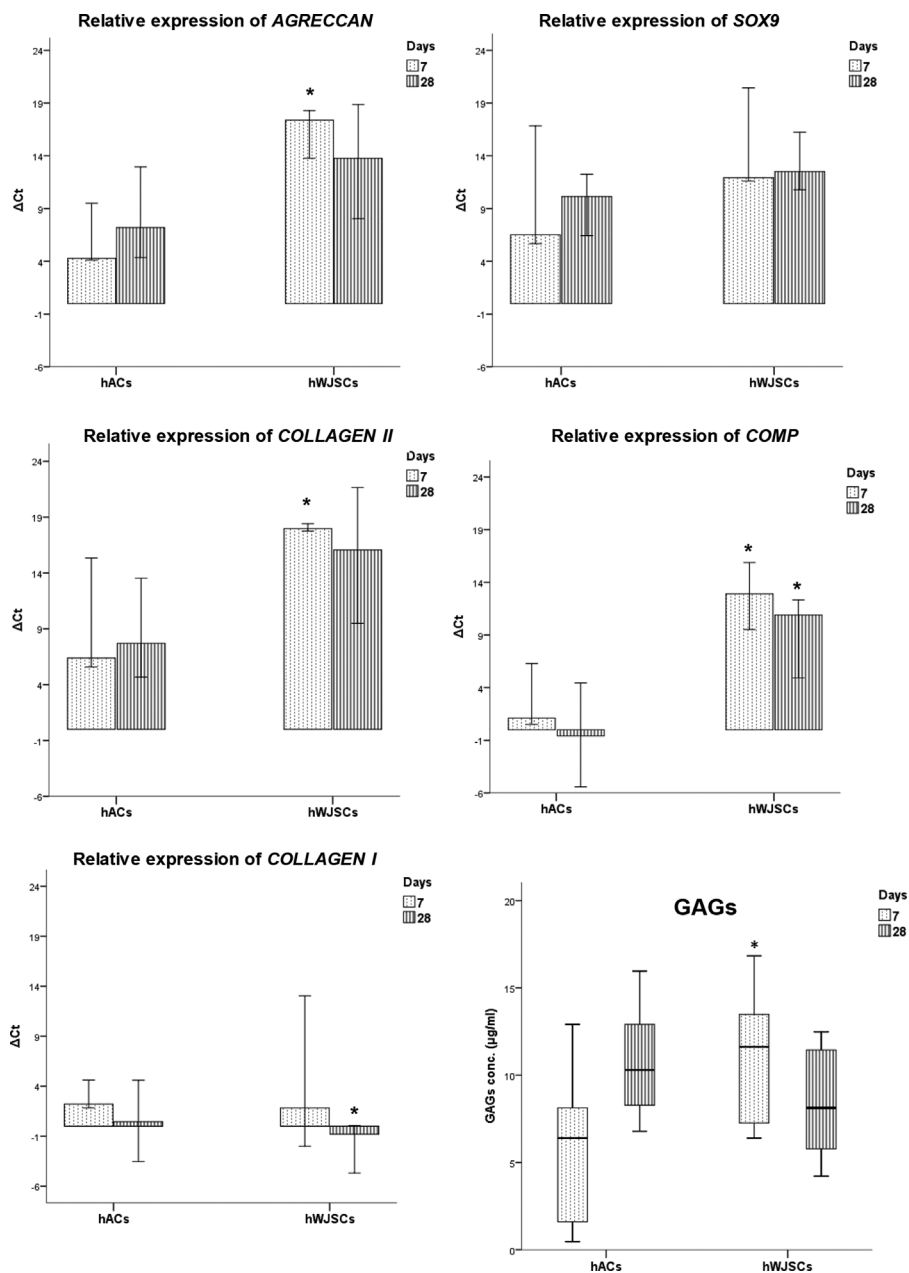 Relative expression of AGRECCAN
Days
7
28
*
24
19
14
9
4
-1
-6
ΔCt
hACs
hWJSCs
Relative expression of SOX9
Days
7
28
24
19
14
9
4
-1
-6
ΔCt
hACs
hWJSCs
Relative expression of COLLAGEN II
Days
7
28
*
24
19
14
9
4
-1
-6
ΔCt
hACs
hWJSCs
Relative expression of COMP
Days
7
28
*
*
24
19
14
9
4
-1
-6
ΔCt
hACs
hWJSCs
Relative expression of COLLAGEN I
Days
7
28
*
24
19
14
9
4
-1
-6
ΔCt
hACs
hWJSCs
GAGs
Days
7
28
*
20
15
10
5
0
GAGs conc. (µg/ml)
hACs
hWJSCs